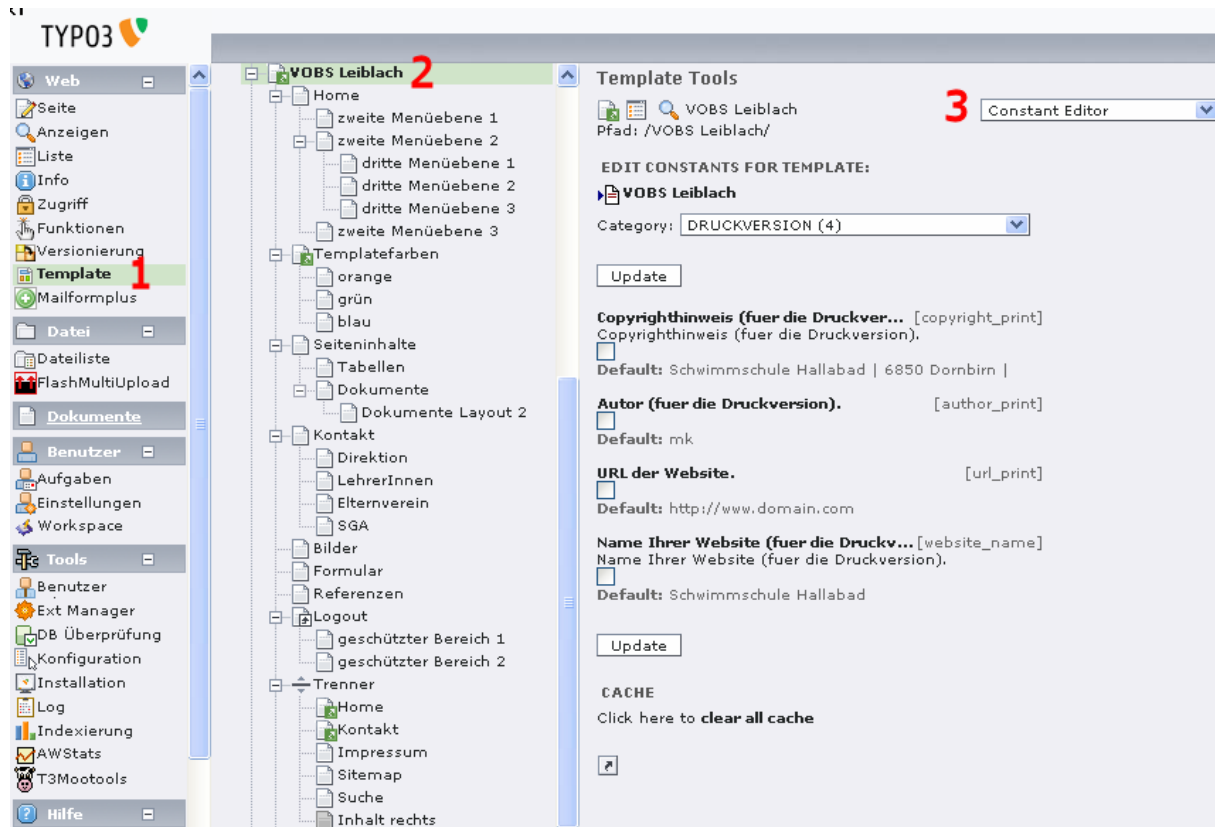 TYPO3
Web
Seite
Anzeigen
Liste
Info
Zugriff
Funktionen
Versionierung
Template 1
Mailformplus
Datei
Dateiliste
FlashMultiUpload
Dokumente
Benutzer
Aufgaben
Einstellungen
Workspace
Tools
Benutzer
Ext Manager
DB Überprüfung
Konfiguration
Installation
Log
Indexierung
AWStats
T3Mootools
Hilfe
VOBS Leiblach 2
Home
zweite Menüebene 1
zweite Menüebene 2
dritte Menüebene 1
dritte Menüebene 2
dritte Menüebene 3
zweite Menüebene 3
Templatefarben
orange
grün
blau
Seiteninhalte
Tabellen
Dokumente
Dokumente Layout 2
Kontakt
Direktion
LehrerInnen
Elternverein
SGA
Bilder
Formular
Referenzen
Logout
geschützter Bereich 1
geschützter Bereich 2
Trenner
Home
Kontakt
Impressum
Sitemap
Suche
Inhalt rechts
Template Tools
VOBS Leiblach 3 Constant Editor
Pfad: /VOBS Leiblach/
EDIT CONSTANTS FOR TEMPLATE:
VOBS Leiblach
Category: DRUCKVERSION (4)
Update
Copyrighthinweis (fuer die Druckver... [copyright_print]
Copyrighthinweis (fuer die Druckversion).
Default: Schwimmschule Hallabad | 6850 Dornbirn |
Autor (fuer die Druckversion). [author_print]
Default: mk
URL der Website. [url_print]
Default: http://www.domain.com
Name Ihrer Website (fuer die Druckv... [website_name]
Name Ihrer Website (fuer die Druckversion).
Default: Schwimmschule Hallabad
Update
CACHE
Click here to clear all cache